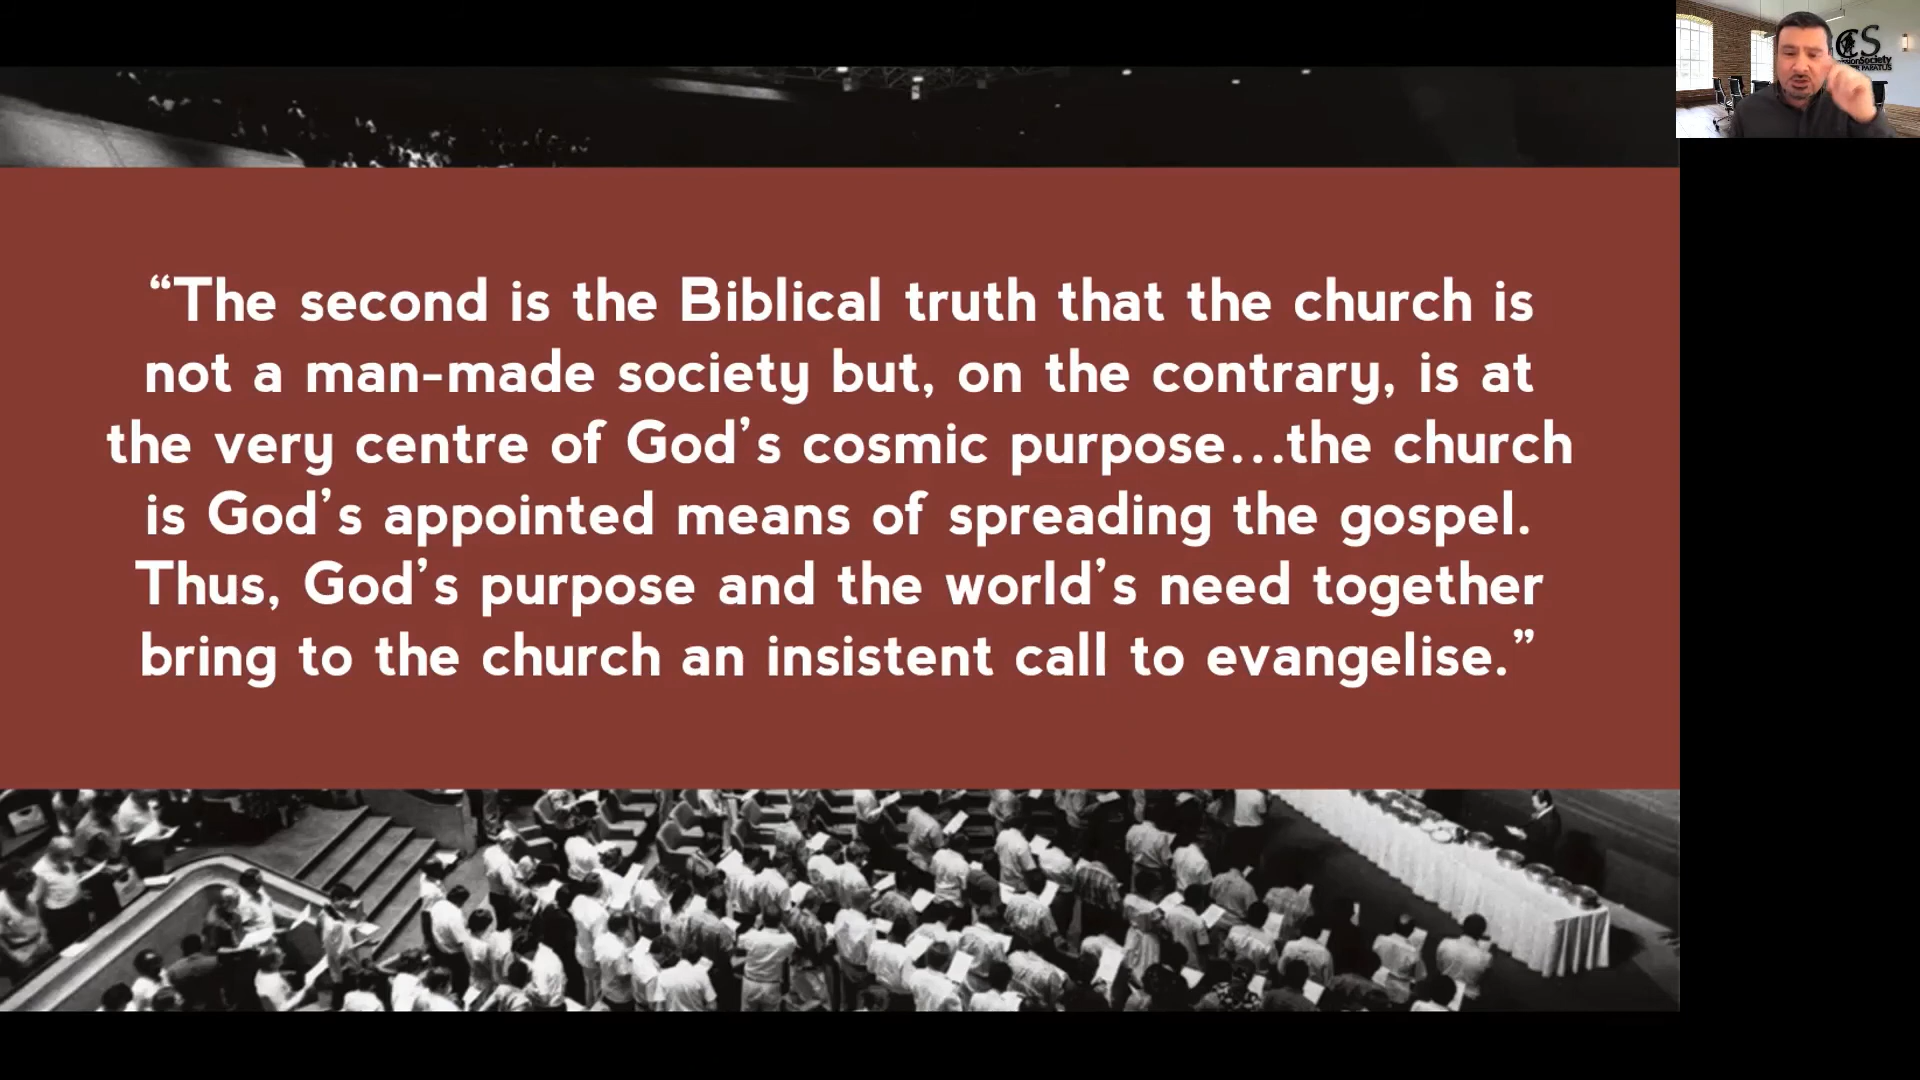 “The second is the Biblical truth that the church is
not a man-made society but, on the contrary, is at
the very centre of God’s cosmic purpose...the church
is God’s appointed means of spreading the gospel.
Thus, God’s purpose and the world’s need together
bring to the church an insistent call to evangelise.”